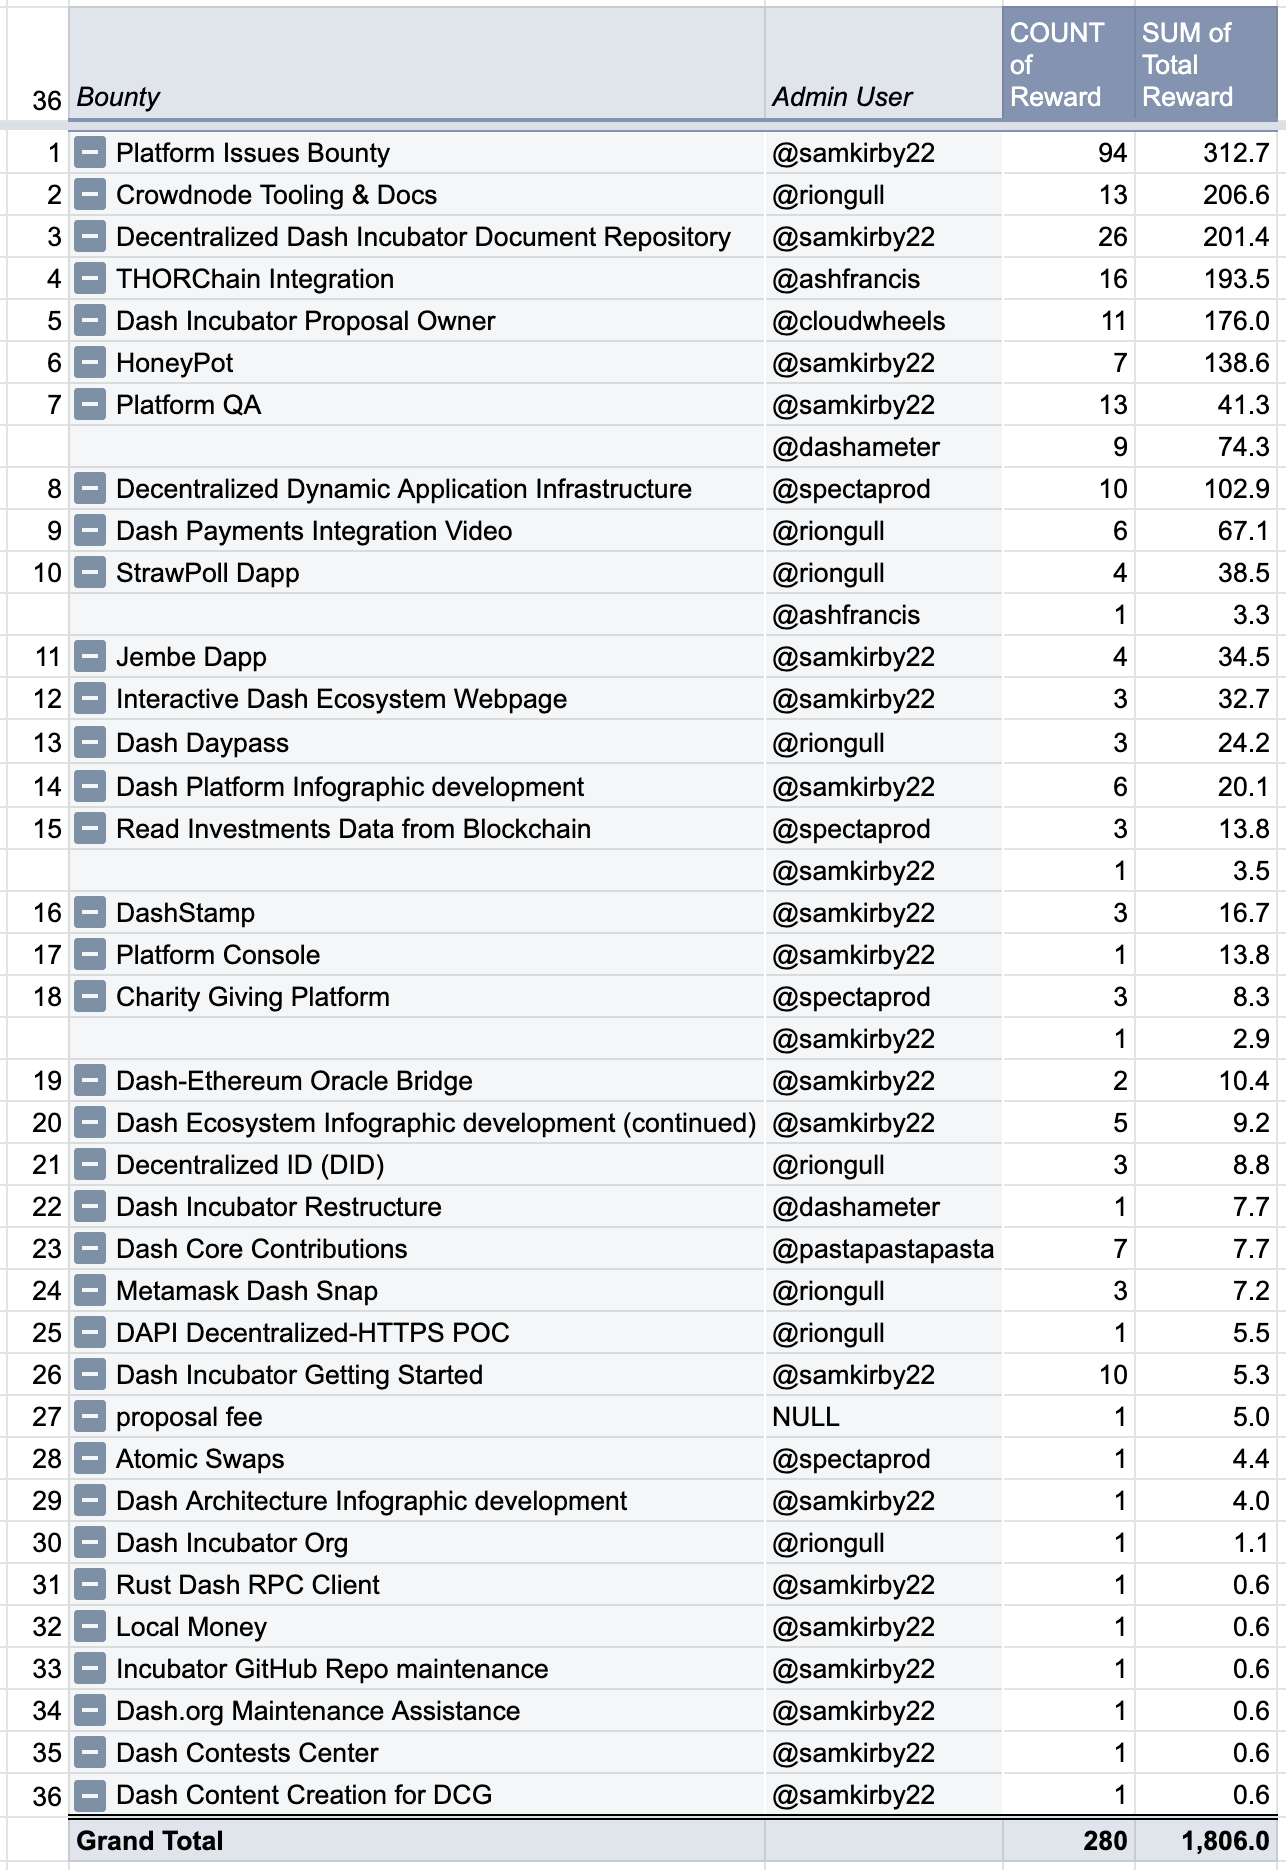 36 Bounty Admin User COUNT of Reward SUM of Total Reward
1 Platform Issues Bounty @samkirby22 94 312.7
2 Crowdnode Tooling & Docs @riongull 13 206.6
3 Decentralized Dash Incubator Document Repository @samkirby22 26 201.4
4 THORChain Integration @ashfrancis 16 193.5
5 Dash Incubator Proposal Owner @cloudwheels 11 176.0
6 HoneyPot @samkirby22 7 138.6
7 Platform QA @samkirby22 13 41.3
@dashameter 9 74.3
8 Decentralized Dynamic Application Infrastructure @spectaprod 10 102.9
9 Dash Payments Integration Video @riongull 6 67.1
10 StrawPoll Dapp @riongull 4 38.5
@ashfrancis 1 3.3
11 Jembe Dapp @samkirby22 4 34.5
12 Interactive Dash Ecosystem Webpage @samkirby22 3 32.7
13 Dash Daypass @riongull 3 24.2
14 Dash Platform Infographic development @samkirby22 6 20.1
15 Read Investments Data from Blockchain @spectaprod 3 13.8
@samkirby22 1 3.5
16 DashStamp @samkirby22 3 16.7
17 Platform Console @samkirby22 1 13.8
18 Charity Giving Platform @spectaprod 3 8.3
@samkirby22 1 2.9
19 Dash-Ethereum Oracle Bridge @samkirby22 2 10.4
20 Dash Ecosystem Infographic development (continued) @samkirby22 5 9.2
21 Decentralized ID (DID) @riongull 3 8.8
22 Dash Incubator Restructure @dashameter 1 7.7
23 Dash Core Contributions @pastapastapasta 7 7.7
24 Metamask Dash Snap @riongull 3 7.2
25 DAPI Decentralized-HTTPS POC @riongull 1 5.5
26 Dash Incubator Getting Started @samkirby22 10 5.3
27 proposal fee NULL 1 5.0
28 Atomic Swaps @spectaprod 1 4.4
29 Dash Architecture Infographic development @samkirby22 1 4.0
30 Dash Incubator Org @riongull 1 1.1
31 Rust Dash RPC Client @samkirby22 1 0.6
32 Local Money @samkirby22 1 0.6
33 Incubator GitHub Repo maintenance @samkirby22 1 0.6
34 Dash.org Maintenance Assistance @samkirby22 1 0.6
35 Dash Contests Center @samkirby22 1 0.6
36 Dash Content Creation for DCG @samkirby22 1 0.6
Grand Total 280 1,806.0